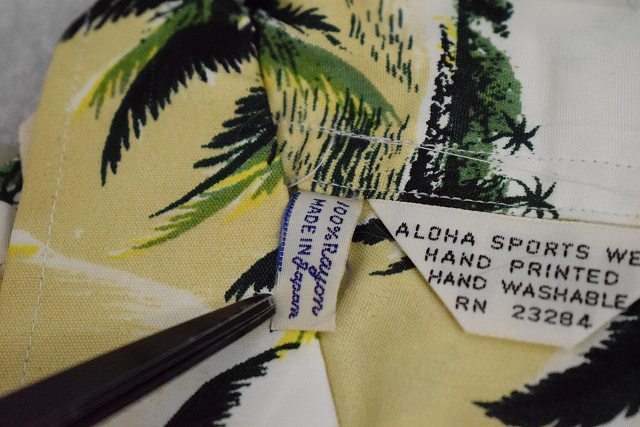 100% Rayon
MADE IN Japan
ALOHA SPORTS WE
HAND PRINTED
HAND WASHABLE
RN 23284